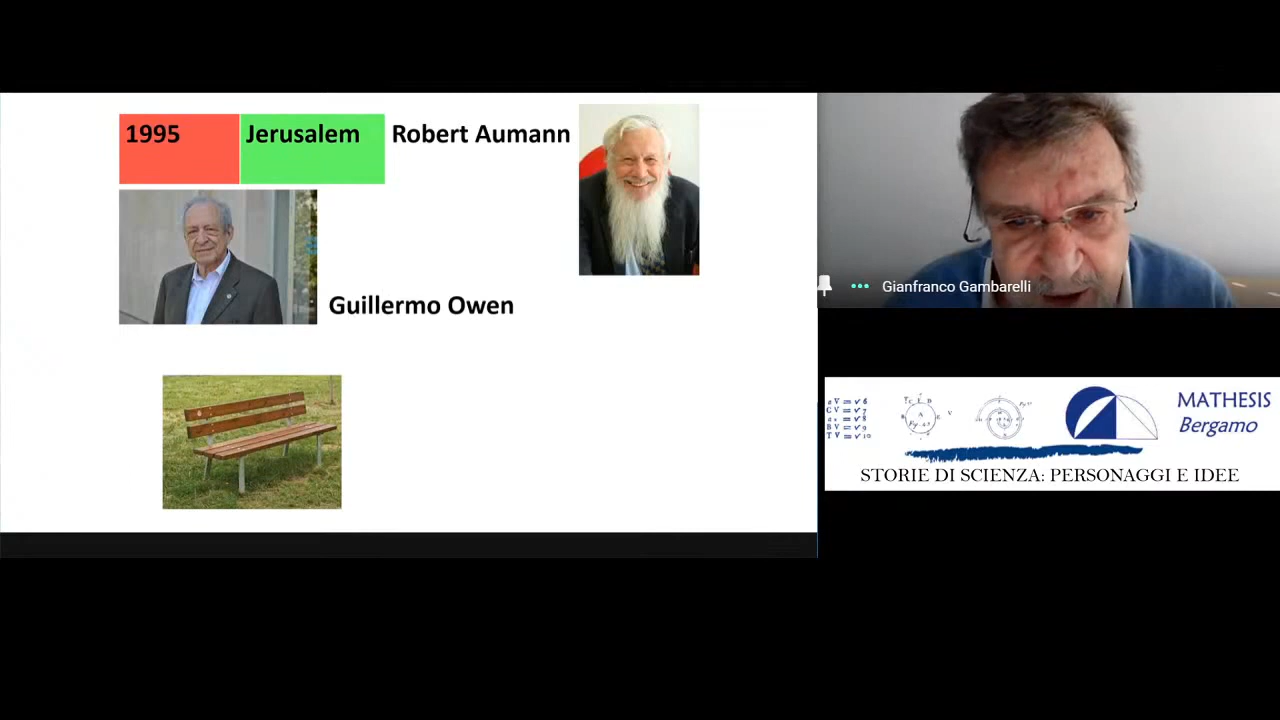 1995
Jerusalem
Robert Aumann
Guillermo Owen
Gianfranco Gambarelli
MATHESIS
Bergamo
STORIE DI SCIENZA: PERSONAGGI E IDEE